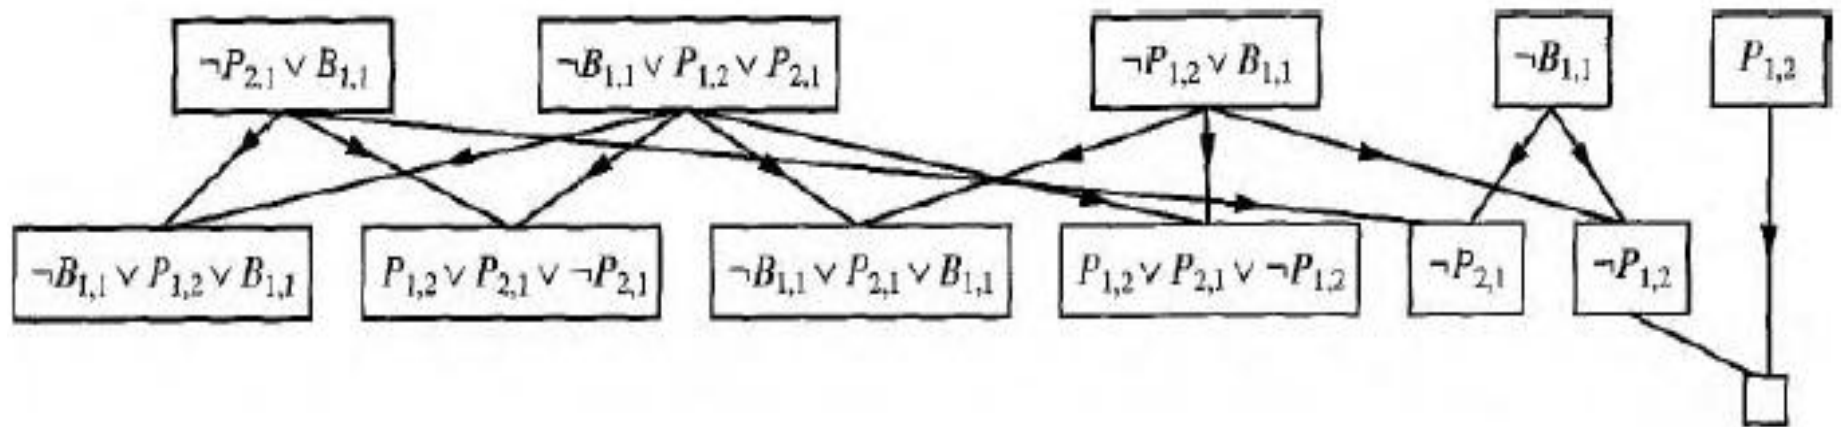 ¬P2,1 ∨ B1,1 ¬B1,1 ∨ P1,2 ∨ P2,1 ¬P1,2 ∨ B1,1 ¬B1,1 P1,2
¬B1,1 ∨ P1,2 ∨ B1,1 P1,2 ∨ P2,1 ∨ ¬P2,1 ¬B1,1 ∨ P2,1 ∨ B1,1 P1,2 ∨ P2,1 ∨ ¬P1,2 ¬P2,1 ¬P1,2